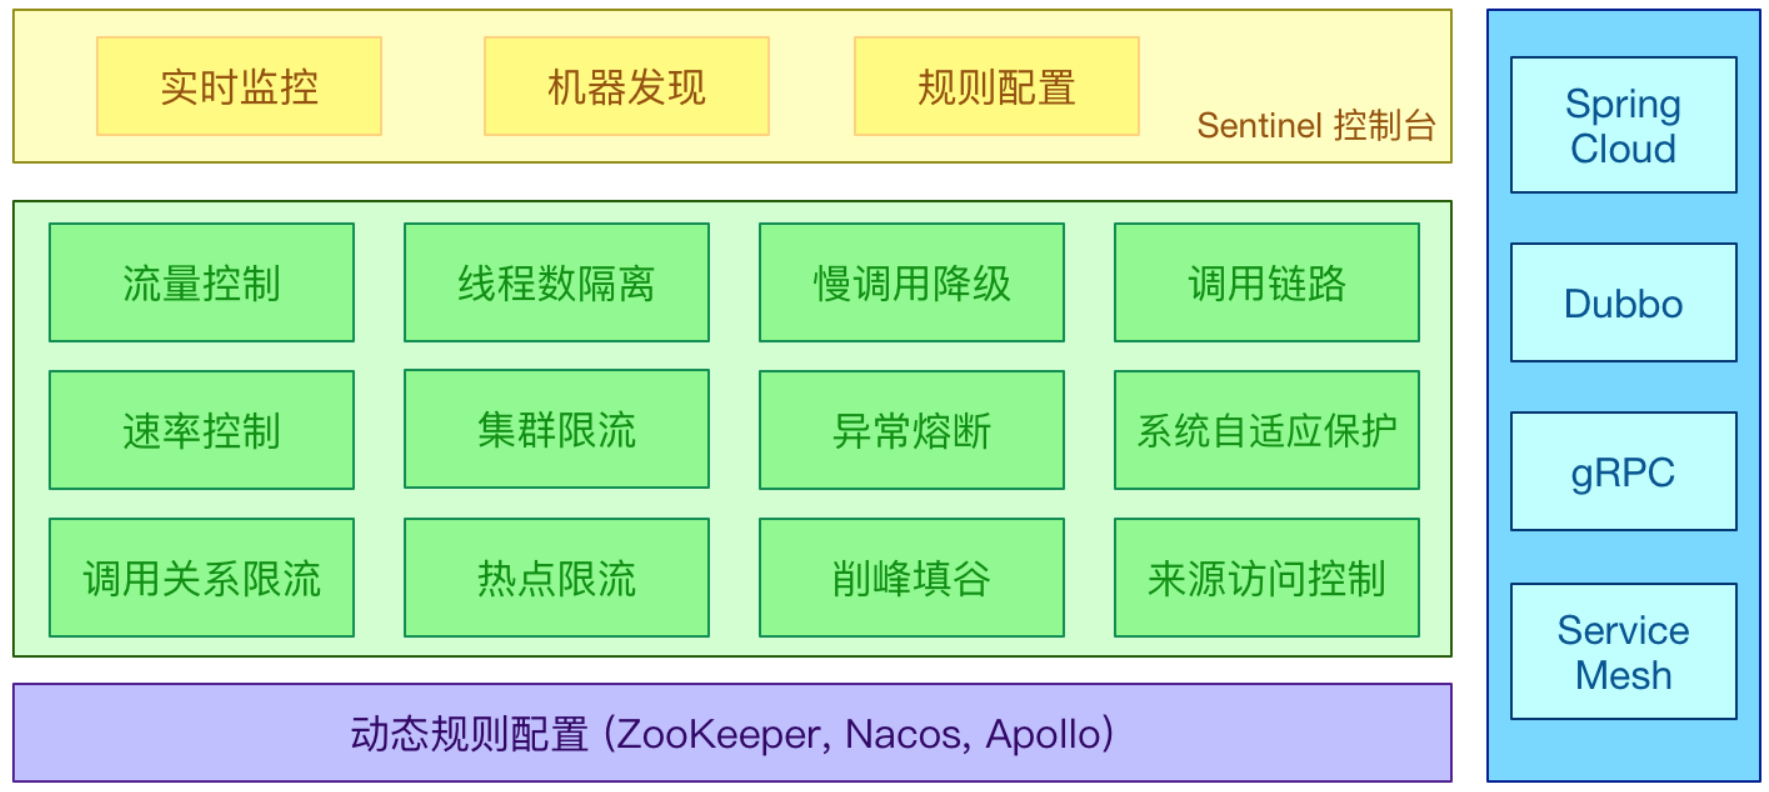 实时监控
机器发现
规则配置
Sentinel 控制台
流量控制
线程数隔离
慢调用降级
调用链路
速率控制
集群限流
异常熔断
系统自适应保护
调用关系限流
热点限流
削峰填谷
来源访问控制
动态规则配置 (ZooKeeper, Nacos, Apollo)
Spring
Cloud
Dubbo
gRPC
Service
Mesh